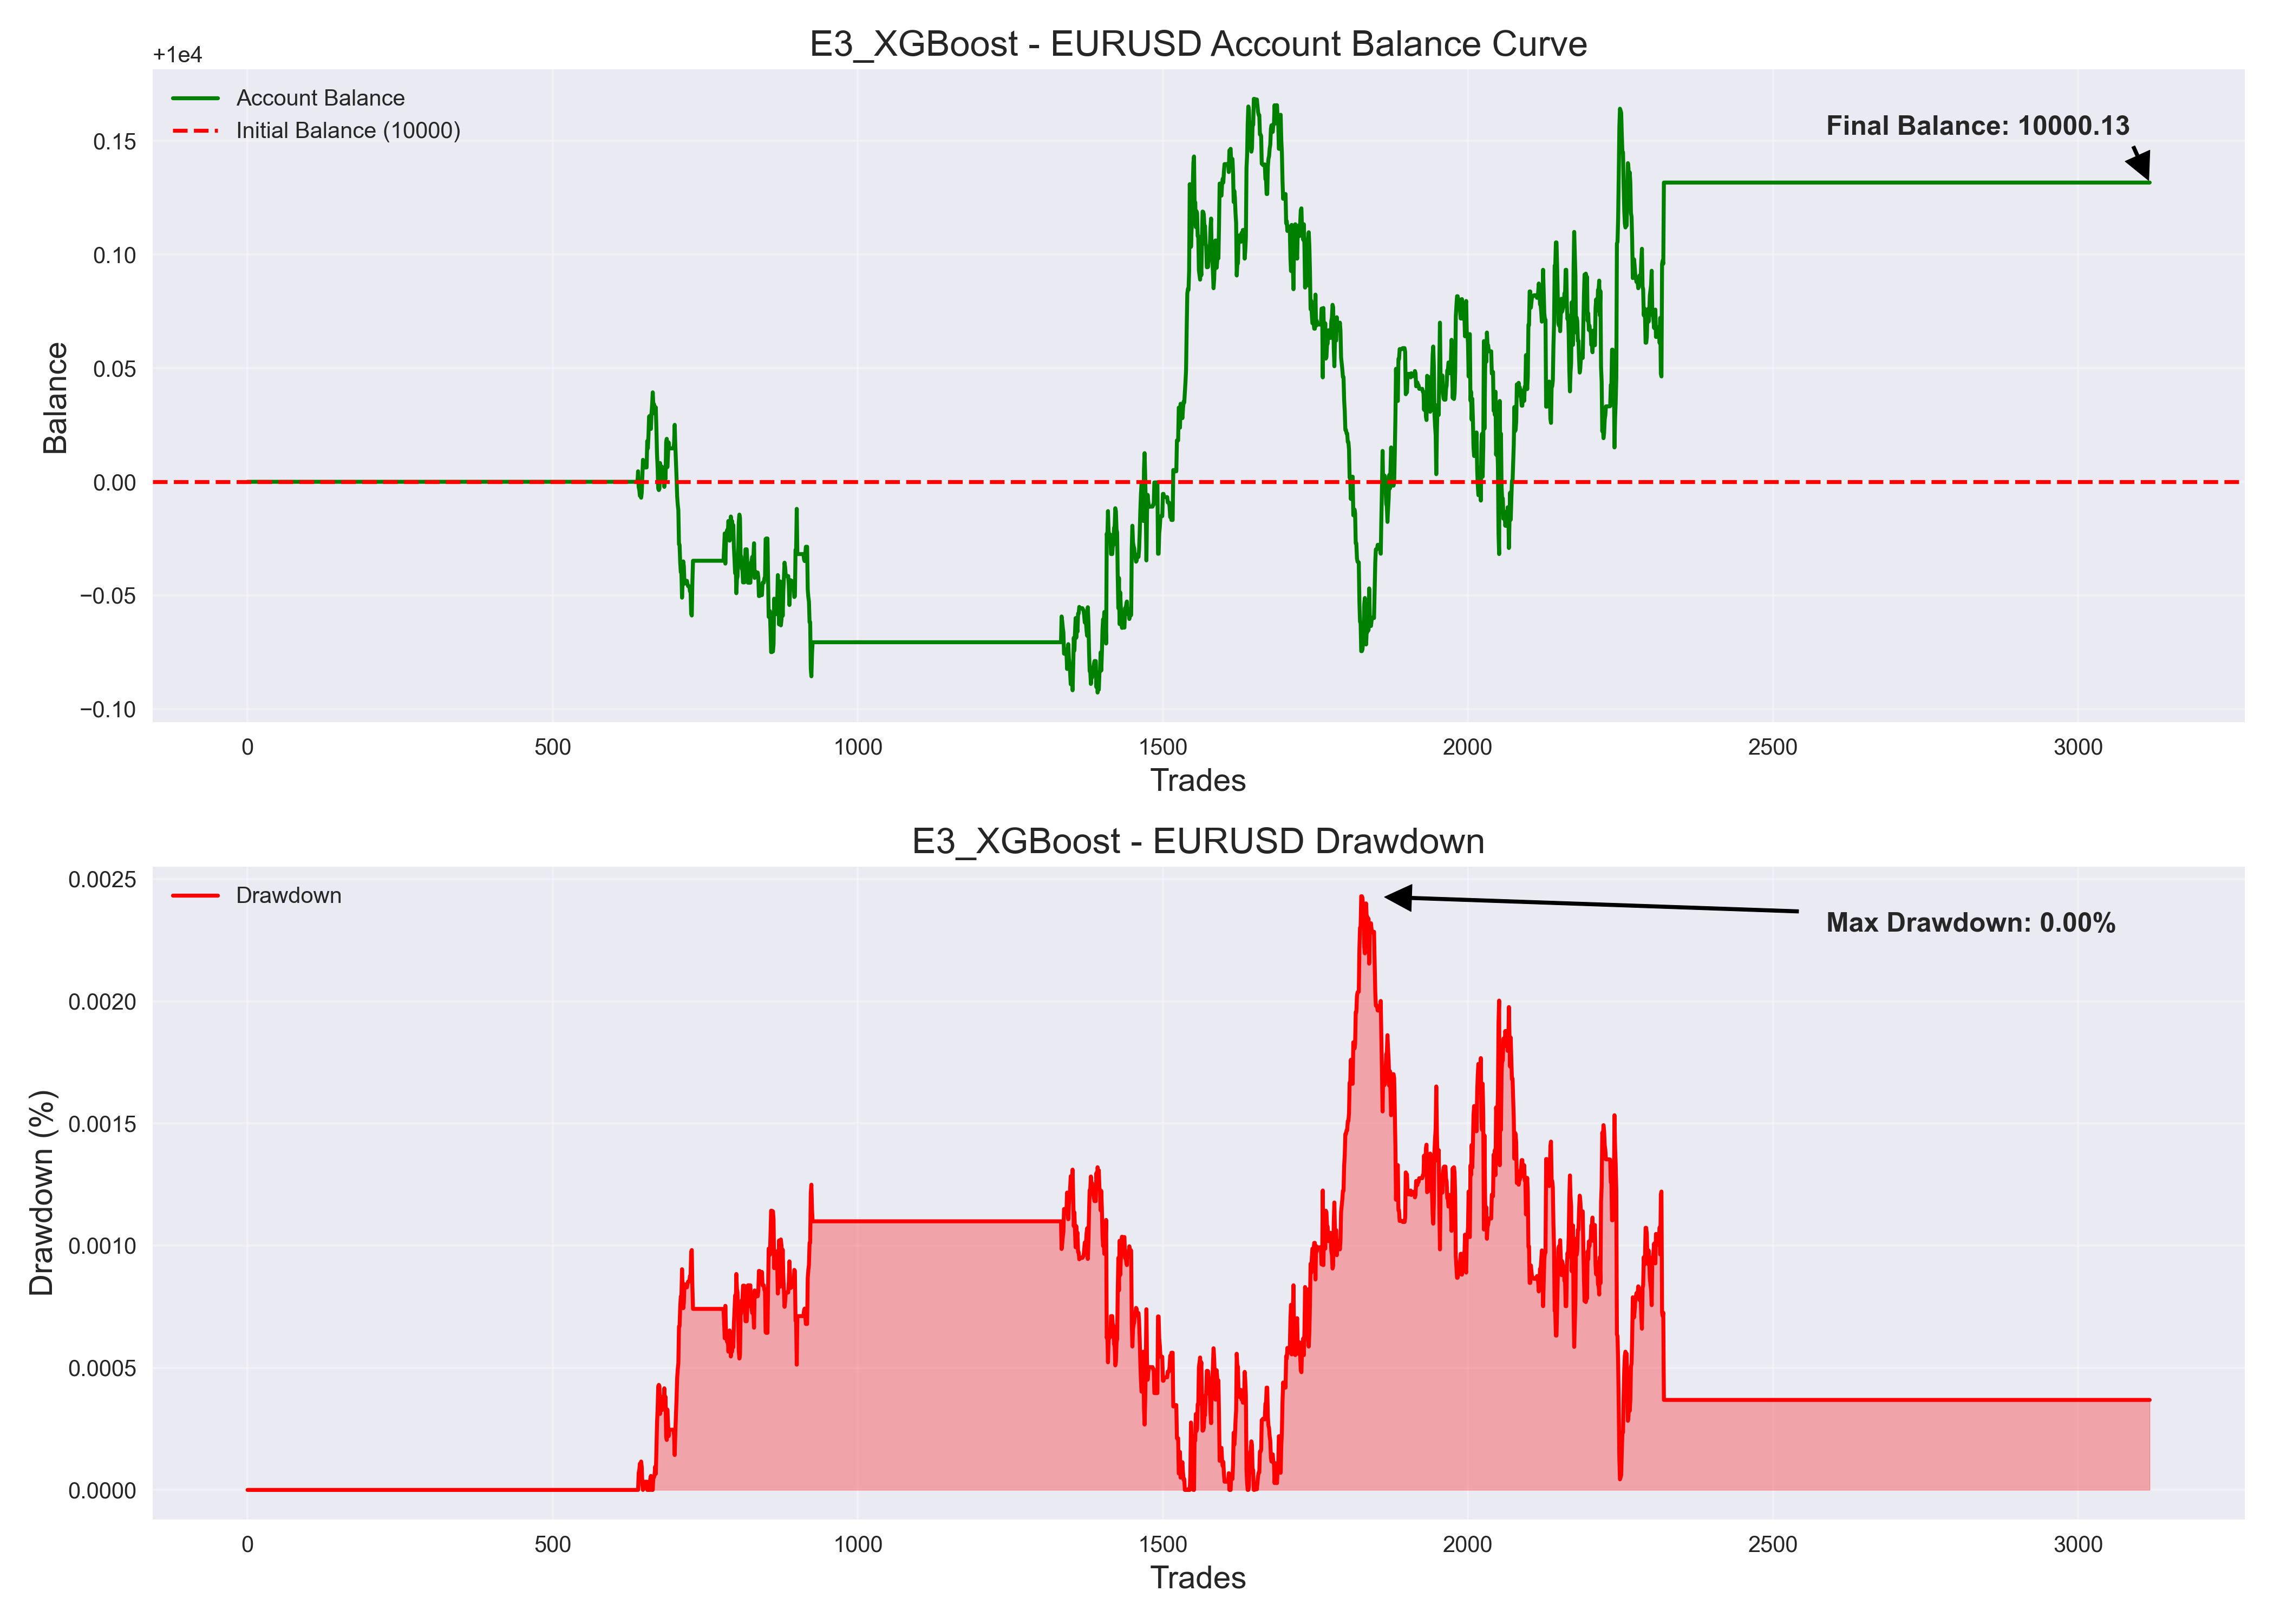 E3_XGBoost - EURUSD Account Balance Curve
+1e4
Account Balance
Initial Balance (10000)
Final Balance: 10000.13
0.15
0.10
0.05
0.00
−0.05
−0.10
Balance
0 500 1000 1500 2000 2500 3000
Trades
E3_XGBoost - EURUSD Drawdown
Drawdown
Max Drawdown: 0.00%
0.0025
0.0020
0.0015
0.0010
0.0005
0.0000
Drawdown (%)
0 500 1000 1500 2000 2500 3000
Trades